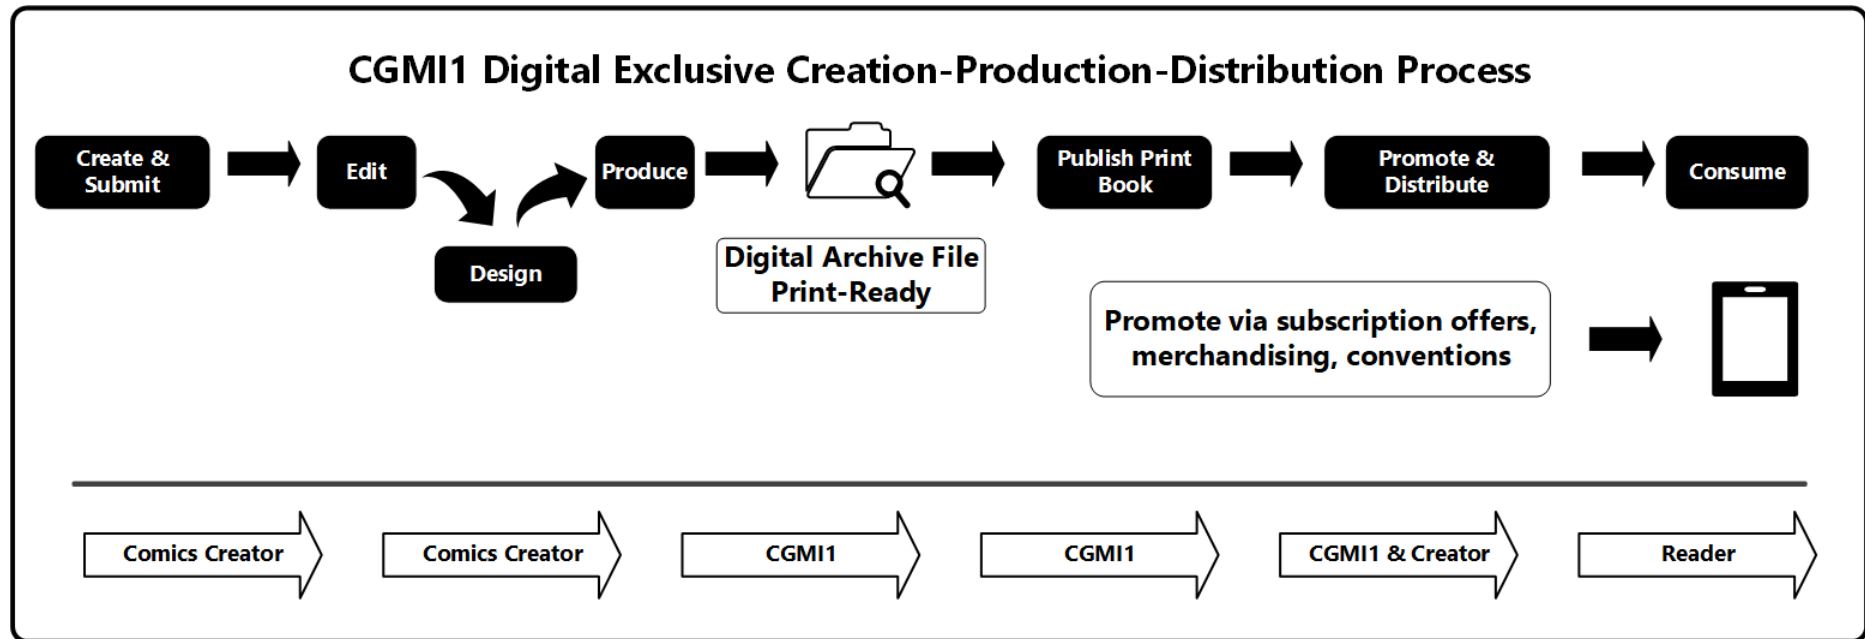 CGMI1 Digital Exclusive Creation-Production-Distribution Process
Create &
Submit
Edit
Design
Produce
Digital Archive File
Print-Ready
Publish Print
Book
Promote &
Distribute
Consume
Promote via subscription offers,
merchandising, conventions
Comics Creator
Comics Creator
CGMI1
CGMI1
CGMI1 & Creator
Reader